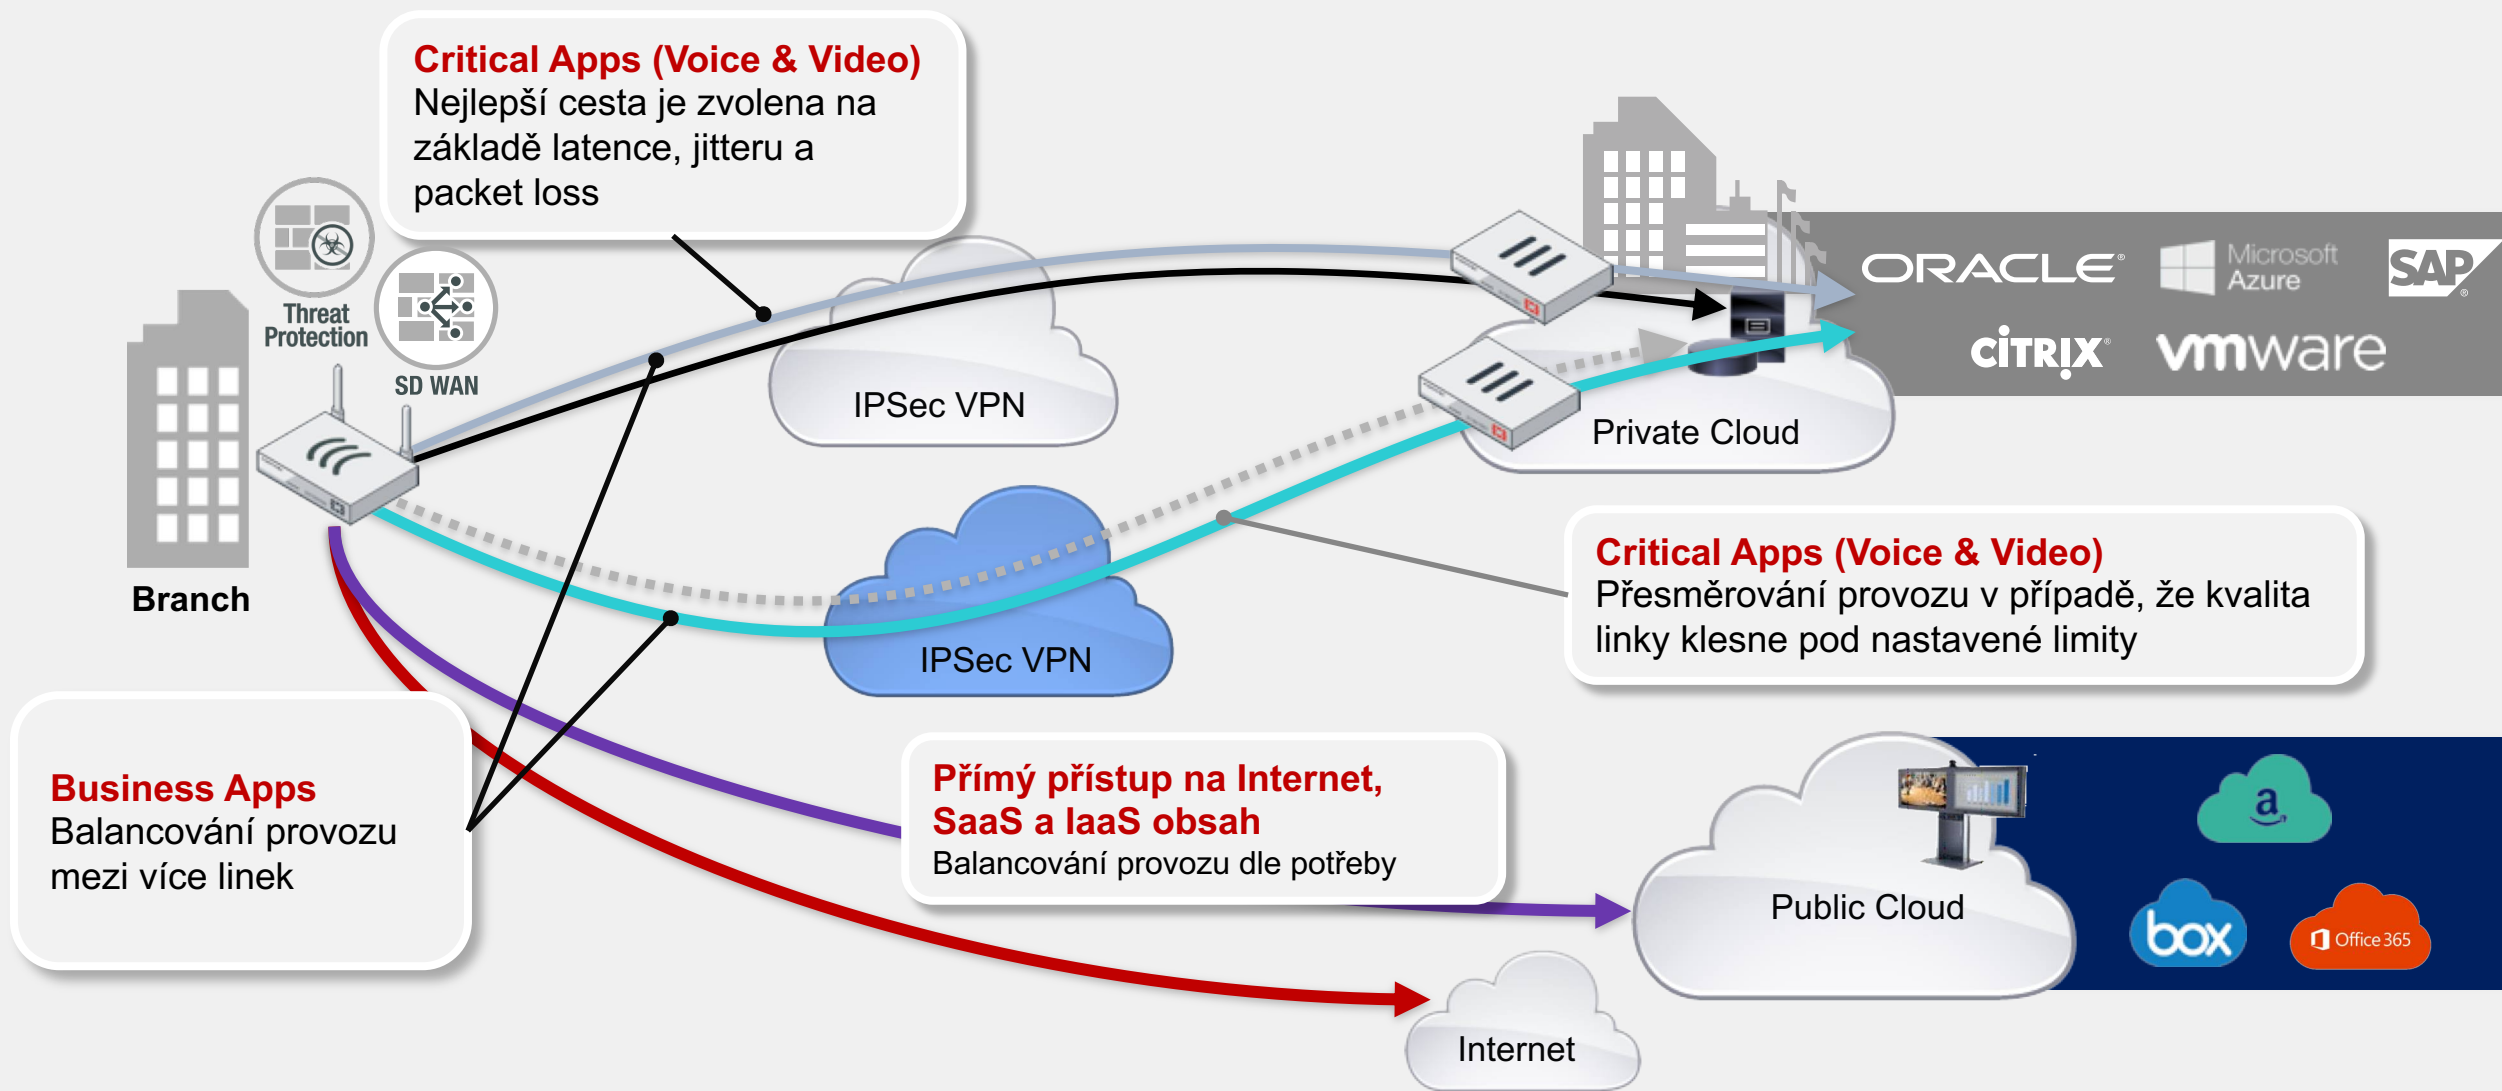 Critical Apps (Voice & Video)
Nejlepší cesta je zvolena na
základě latence, jitteru a
packet loss
Threat
Protection
SD WAN
Branch
IPSec VPN
IPSec VPN
ORACLE®
Microsoft
Azure
SAP®
CİTRIX®
vmware
Private Cloud
Critical Apps (Voice & Video)
Přesměrování provozu v případě, že kvalita
linky klesne pod nastavené limity
Business Apps
Balancování provozu
mezi více linek
Přímý přístup na Internet,
SaaS a IaaS obsah
Balancování provozu dle potřeby
Public Cloud
a
box
Office 365
Internet